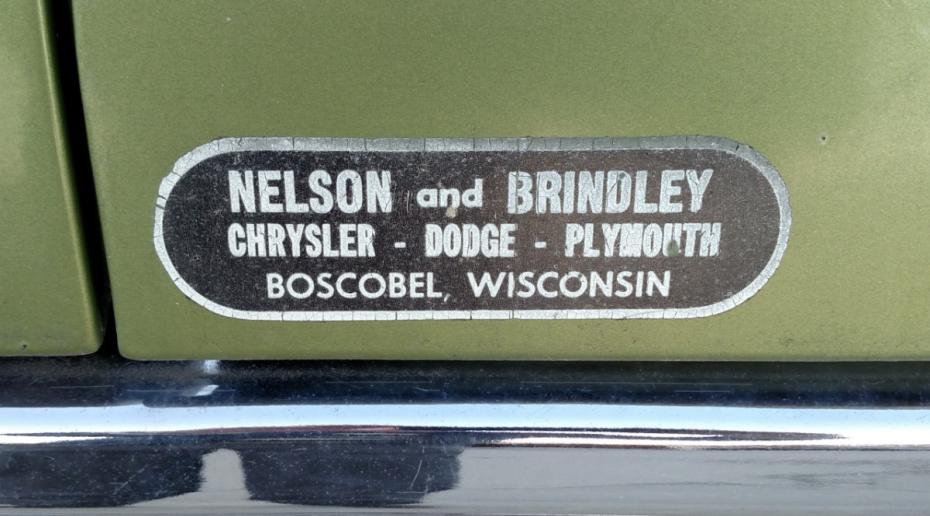 NELSON and BRINDLEY
CHRYSLER - DODGE - PLYMOUTH
BOSCOBEL, WISCONSIN